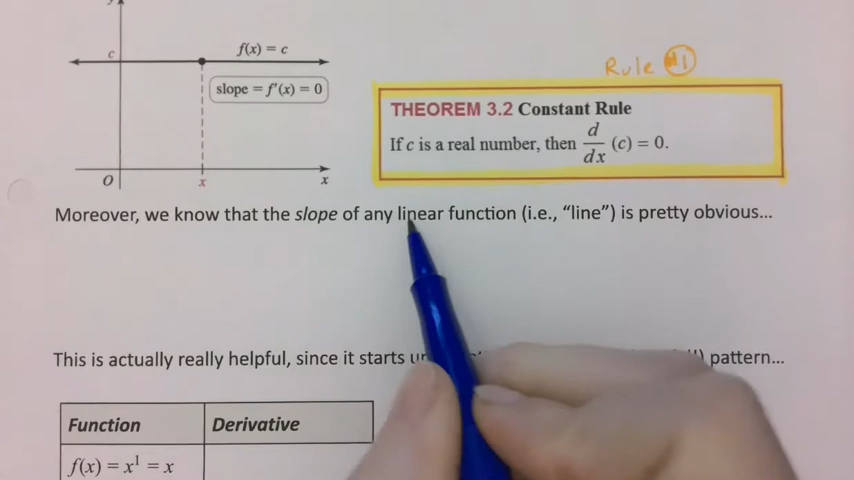 y
c
f(x) = c
slope = f′(x) = 0
O
x
x
Rule #1
THEOREM 3.2 Constant Rule
If c is a real number, then d/dx (c) = 0.
Moreover, we know that the slope of any linear function (i.e., “line”) is pretty obvious...
This is actually really helpful, since it starts pattern...
Function
Derivative
f(x) = x¹ = x